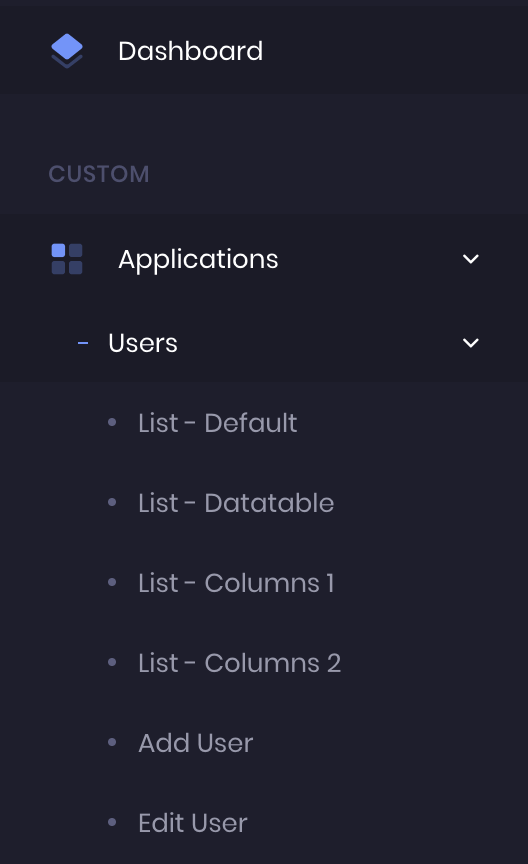 Dashboard
CUSTOM
Applications
Users
List - Default
List - Datatable
List - Columns 1
List - Columns 2
Add User
Edit User